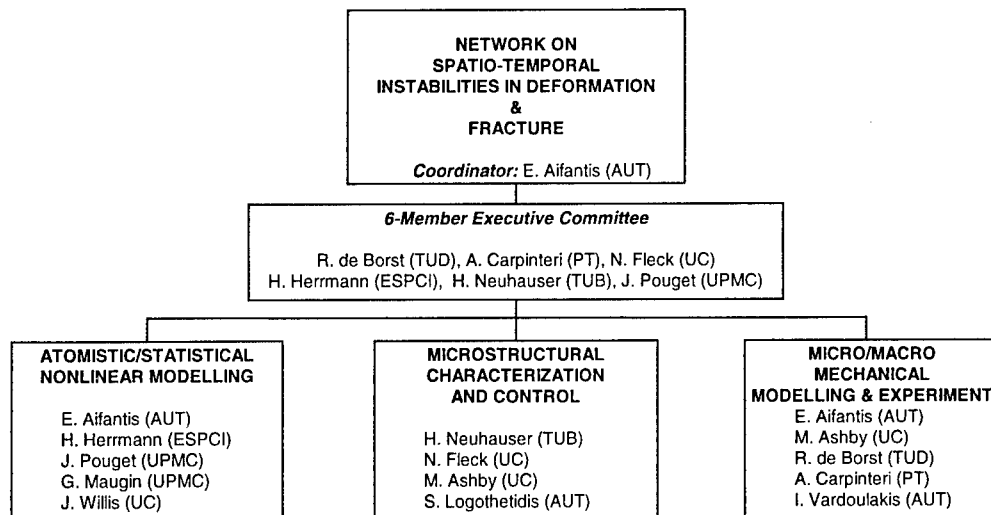 NETWORK ON
SPATIO-TEMPORAL
INSTABILITIES IN DEFORMATION
&
FRACTURE
Coordinator: E. Aifantis (AUT)
6-Member Executive Committee
R. de Borst (TUD), A. Carpinteri (PT), N. Fleck (UC)
H. Herrmann (ESPCI), H. Neuhauser (TUB), J. Pouget (UPMC)
ATOMISTIC/STATISTICAL
NONLINEAR MODELLING
E. Aifantis (AUT)
H. Herrmann (ESPCI)
J. Pouget (UPMC)
G. Maugin (UPMC)
J. Willis (UC)
MICROSTRUCTURAL
CHARACTERIZATION
AND CONTROL
H. Neuhauser (TUB)
N. Fleck (UC)
M. Ashby (UC)
S. Logothetidis (AUT)
MICRO/MACRO
MECHANICAL
MODELLING & EXPERIMENT
E. Aifantis (AUT)
M. Ashby (UC)
R. de Borst (TUD)
A. Carpinteri (PT)
I. Vardoulakis (AUT)